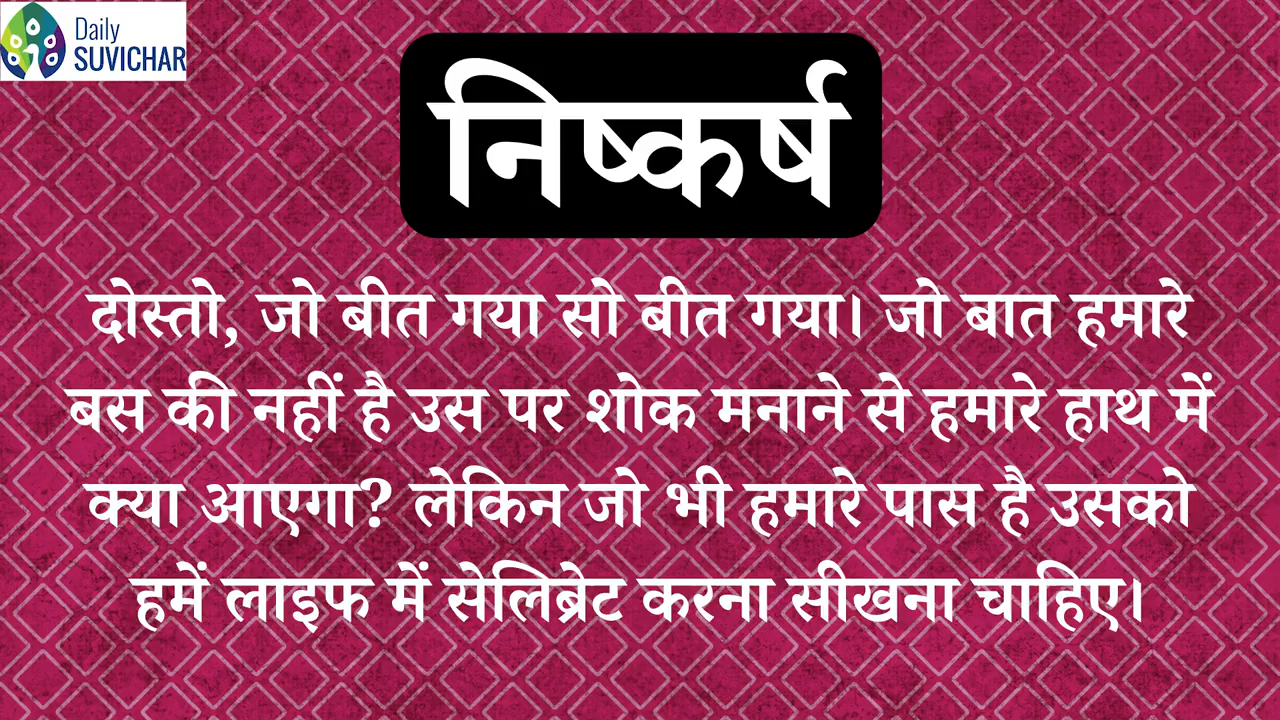 Daily
SUVICHAR
निष्कर्ष
दोस्तो, जो बीत गया सो बीत गया। जो बात हमारे
बस की नहीं है उस पर शोक मनाने से हमारे हाथ में
क्या आएगा? लेकिन जो भी हमारे पास है उसको
हमें लाइफ में सेलिब्रेट करना सीखना चाहिए।